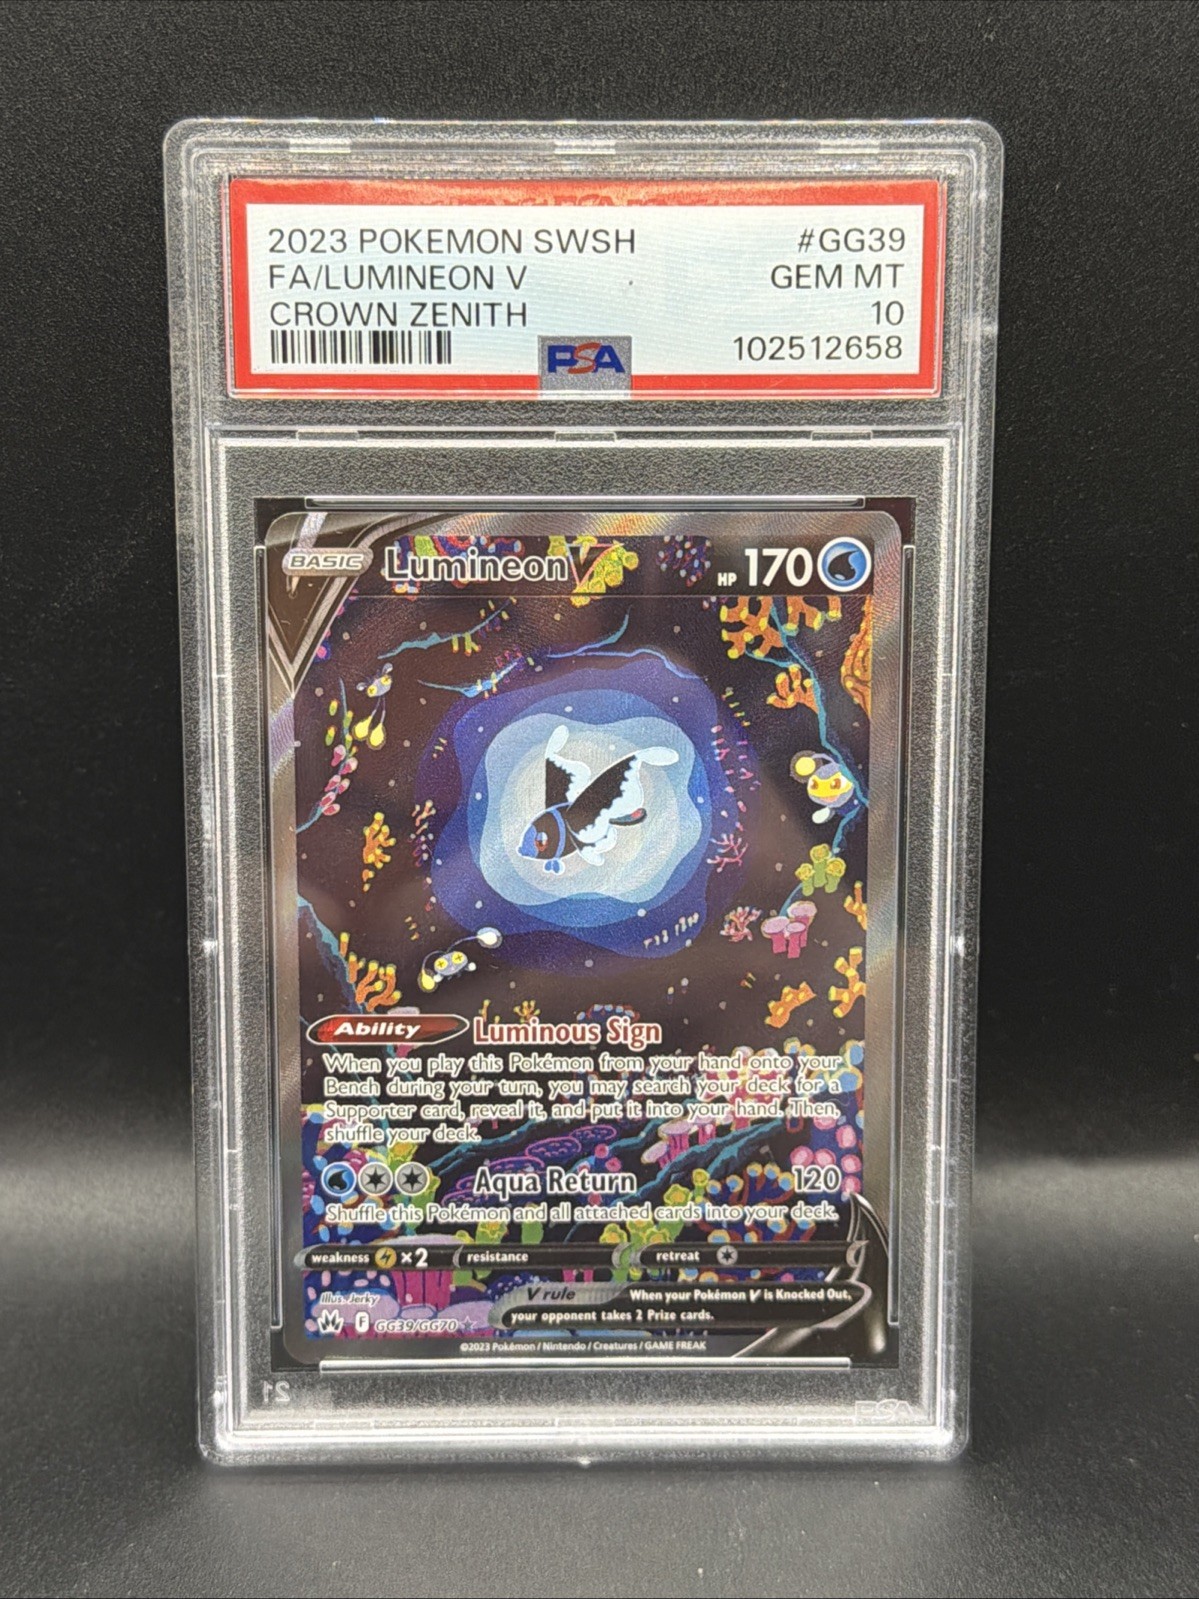 2023 POKEMON SWSH #GG39
FA/LUMINEON V GEM MT
CROWN ZENITH 10
PSA 102512658
BASIC Lumineon V HP 170
Ability Luminous Sign
When you play this Pokémon from your hand onto your
Bench during your turn, you may search your deck for a
Supporter card, reveal it, and put it into your hand. Then,
shuffle your deck.
Aqua Return 120
Shuffle this Pokémon and all attached cards into your deck.
weakness ×2 resistance retreat
Illus. Jerky
V rule When your Pokémon V is Knocked Out,
your opponent takes 2 Prize cards.
F GG39/GG70
©2023 Pokémon / Nintendo / Creatures / GAME FREAK
21
PSA